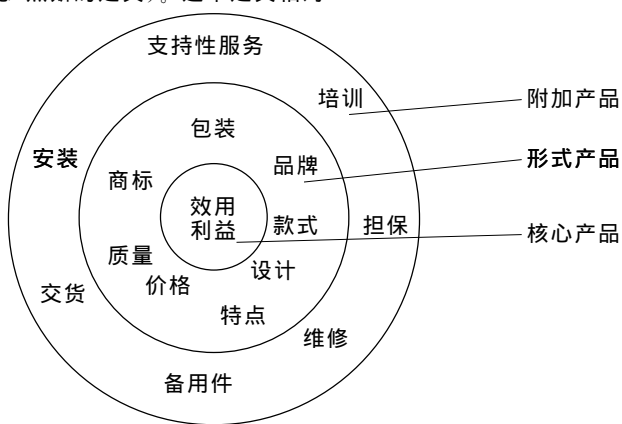 支持性服务
培训
附加产品
包装
安装
品牌
形式产品
商标
效用
利益
款式
担保
核心产品
质量
设计
价格
交货
特点
维修
备用件